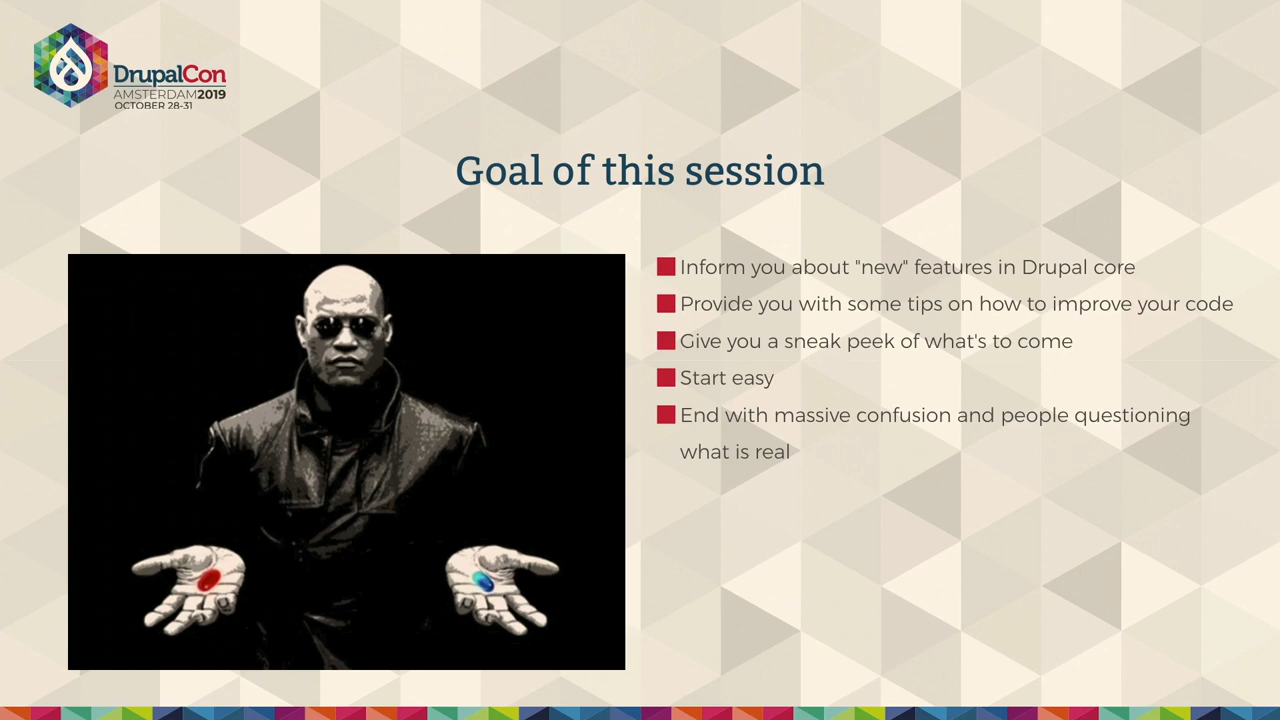 DrupalCon
AMSTERDAM2019
OCTOBER 28-31
Goal of this session
Inform you about "new" features in Drupal core
Provide you with some tips on how to improve your code
Give you a sneak peek of what's to come
Start easy
End with massive confusion and people questioning
what is real